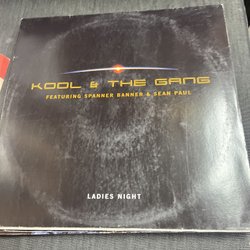 KOOL & THE GANG
FEATURING SPANNER BANNER & SEAN PAUL
LADIES NIGHT